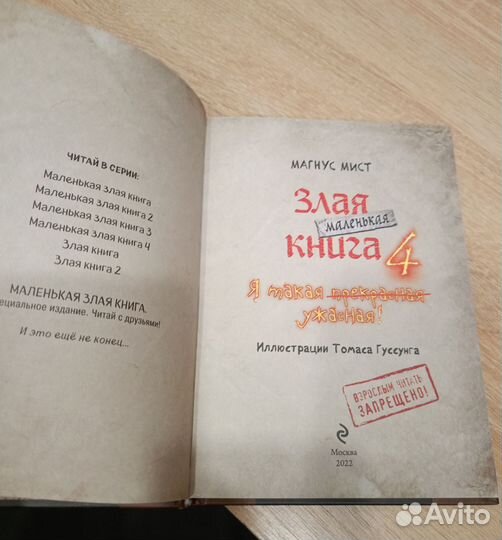 ЧИТАЙ В СЕРИИ:
Маленькая злая книга
Маленькая злая книга 2
Маленькая злая книга 3
Маленькая злая книга 4
Злая книга
Злая книга 2
МАЛЕНЬКАЯ ЗЛАЯ КНИГА.
пециальное издание. Читай с друзьями!
И это ещё не конец...
МАГНУС МИСТ
Злая
маленькая
книга 4
Я такая прекрасная
ужасная!
Иллюстрации Томаса Гуссунга
ВЗРОСЛЫМ ЧИТАТЬ
ЗАПРЕЩЕНО!
Москва
2022
Avito